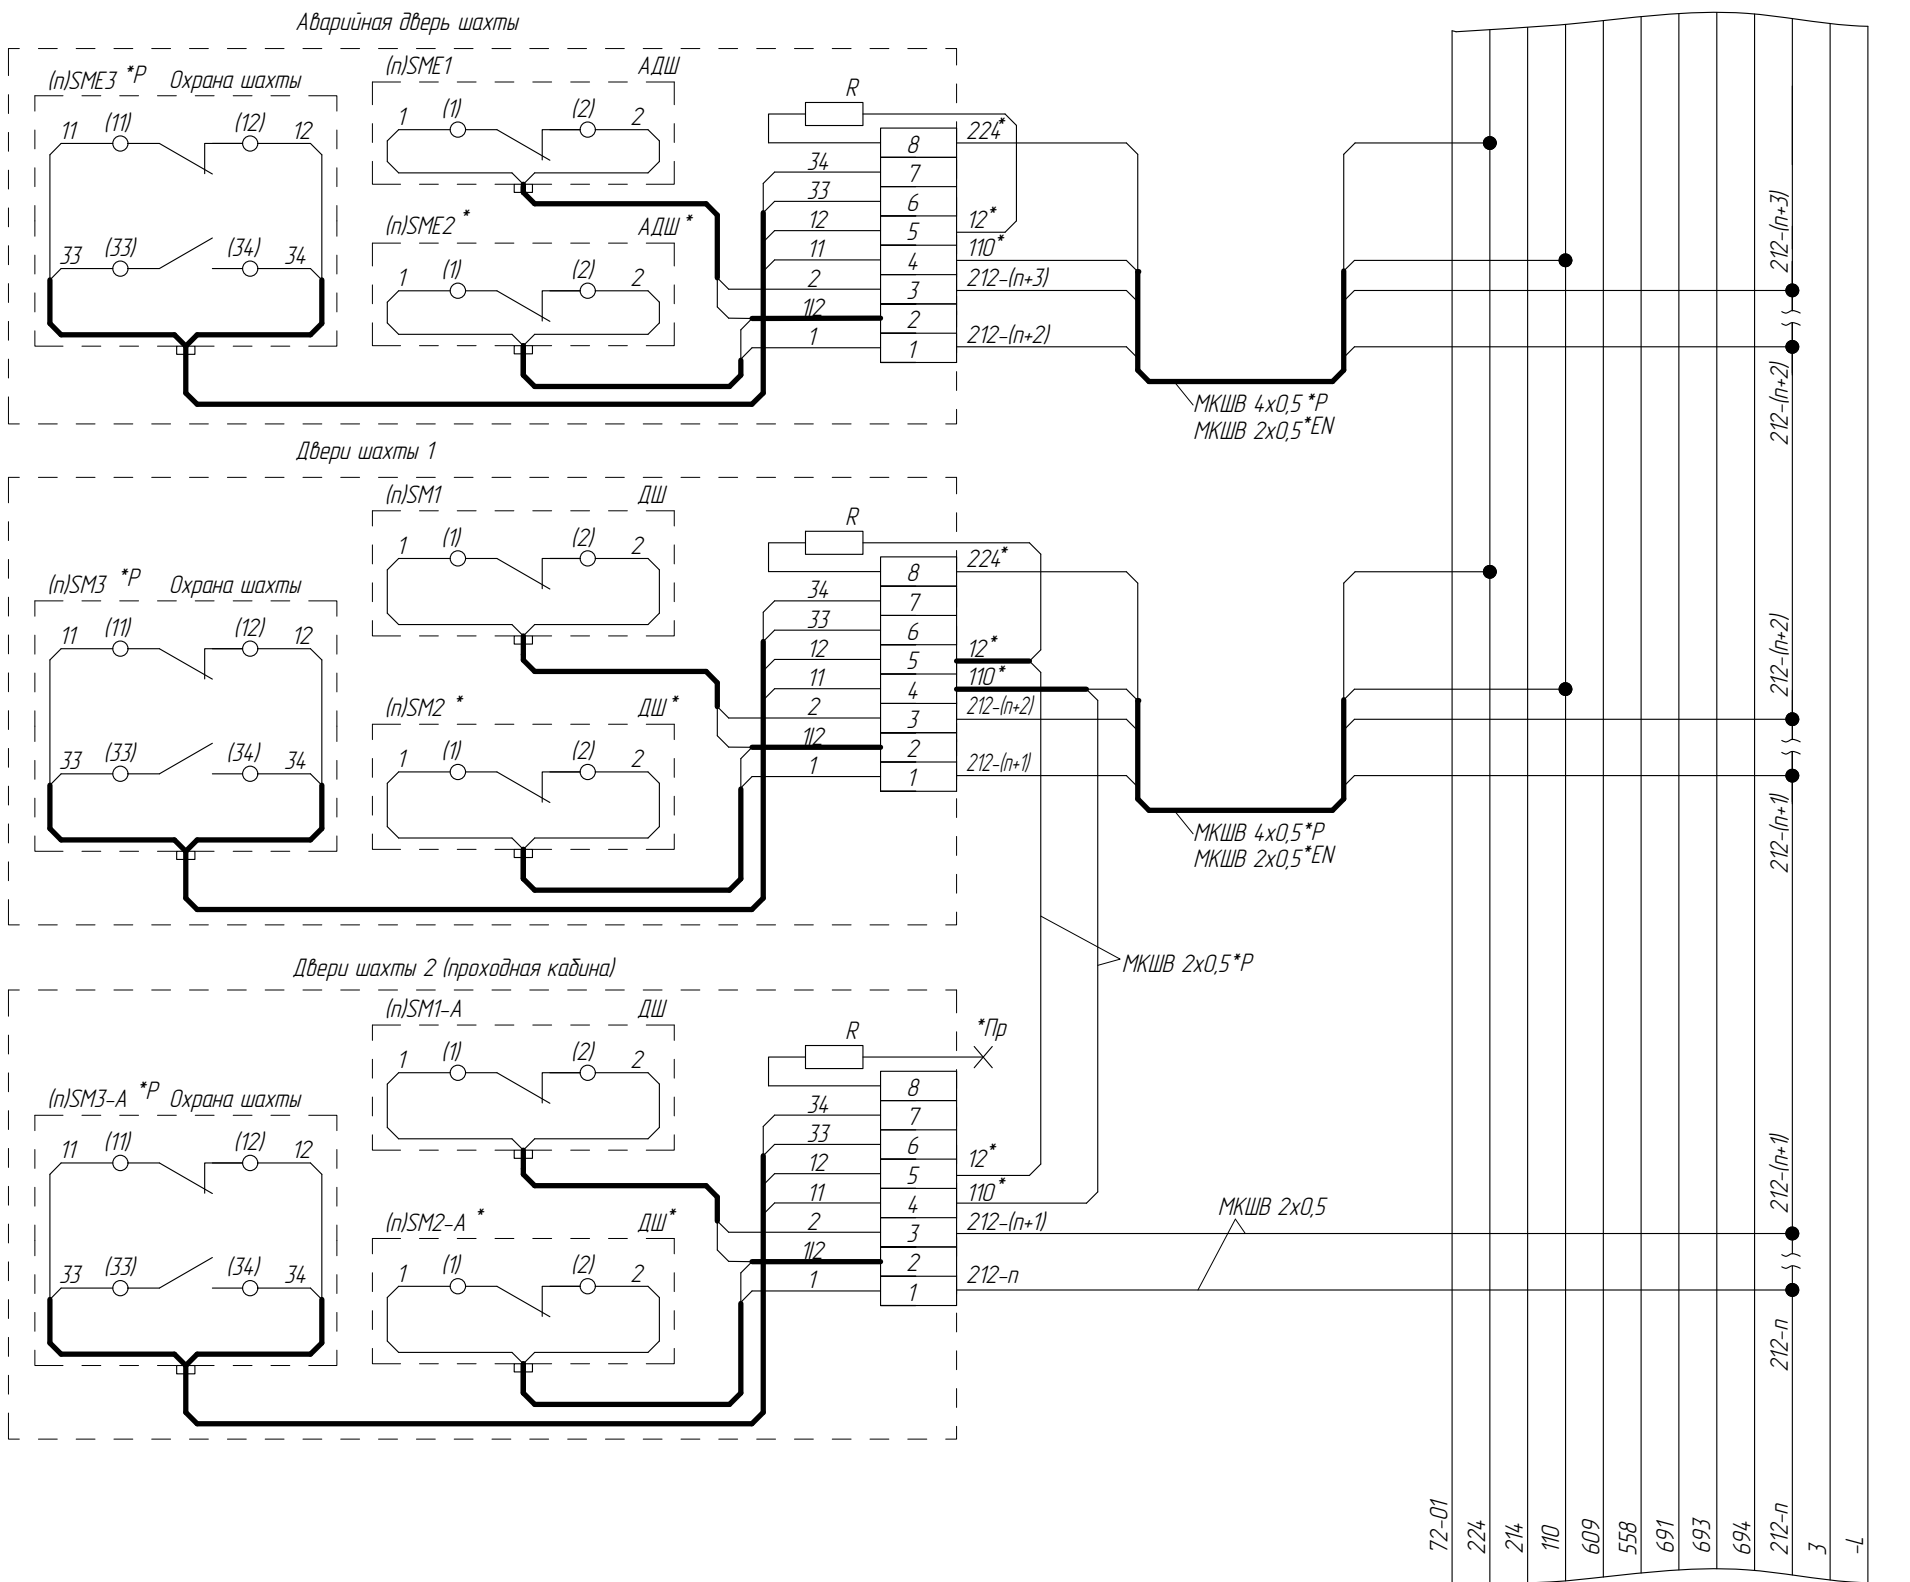 Аварийная дверь шахты
(n)SME3 *P Охрана шахты
11 (11) (12) 12
33 (33) (34) 34
(n)SME1 АДШ
1 (1) (2) 2
(n)SME2 * АДШ *
1 (1) (2) 2
R
8 224*
34 7
33 6
12 5 12*
11 4 110*
2 3 212-(n+3)
1|2 2
1 1 212-(n+2)
МКШВ 4x0,5 *P
МКШВ 2x0,5 *EN
212-(n+3)
212-(n+2)
Двери шахты 1
(n)SM3 *P Охрана шахты
11 (11) (12) 12
33 (33) (34) 34
(n)SM1 ДШ
1 (1) (2) 2
(n)SM2 * ДШ *
1 (1) (2) 2
R
8 224*
34 7
33 6
12 5 12*
11 4 110*
2 3 212-(n+2)
1|2 2
1 1 212-(n+1)
МКШВ 4x0,5 *P
МКШВ 2x0,5 *EN
212-(n+2)
212-(n+1)
МКШВ 2x0,5 *P
Двери шахты 2 (проходная кабина)
(n)SM3-A *P Охрана шахты
11 (11) (12) 12
33 (33) (34) 34
(n)SM1-A ДШ
1 (1) (2) 2
(n)SM2-A * ДШ *
1 (1) (2) 2
R *Пр
8
34 7
33 6
12 5 12*
11 4 110*
2 3 212-(n+1)
1|2 2
1 1 212-n
МКШВ 2x0,5
212-(n+1)
212-n
72-01
224
214
110
609
558
691
693
694
212-n
3
-L